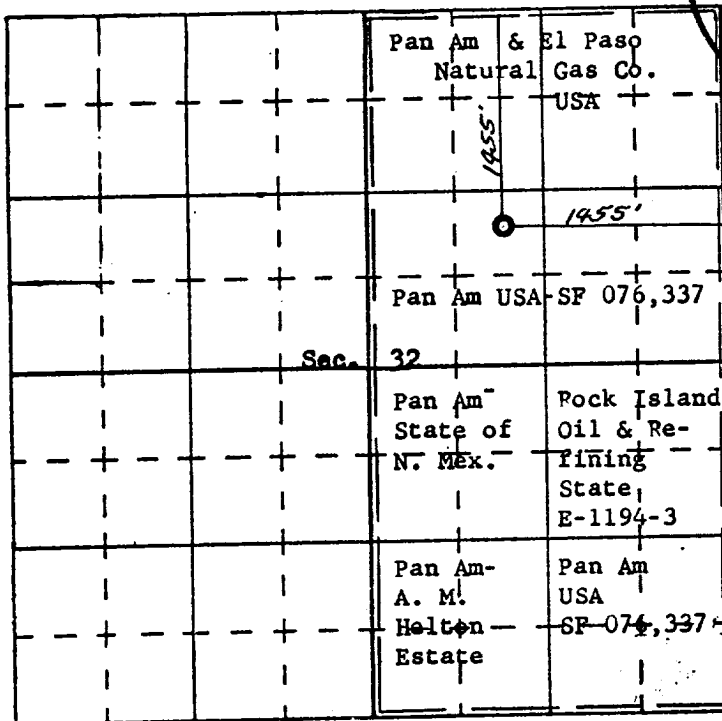 Pan Am & El Paso
Natural Gas Co.
USA
1455'
1455'
Pan Am USA SF 076,337
Sec. 32
Pan Am
State of
N. Mex.
Rock Island
Oil & Re-
fining
State
E-1194-3
Pan Am-
A. M.
Helton
Estate
Pan Am
USA
SF 076,337